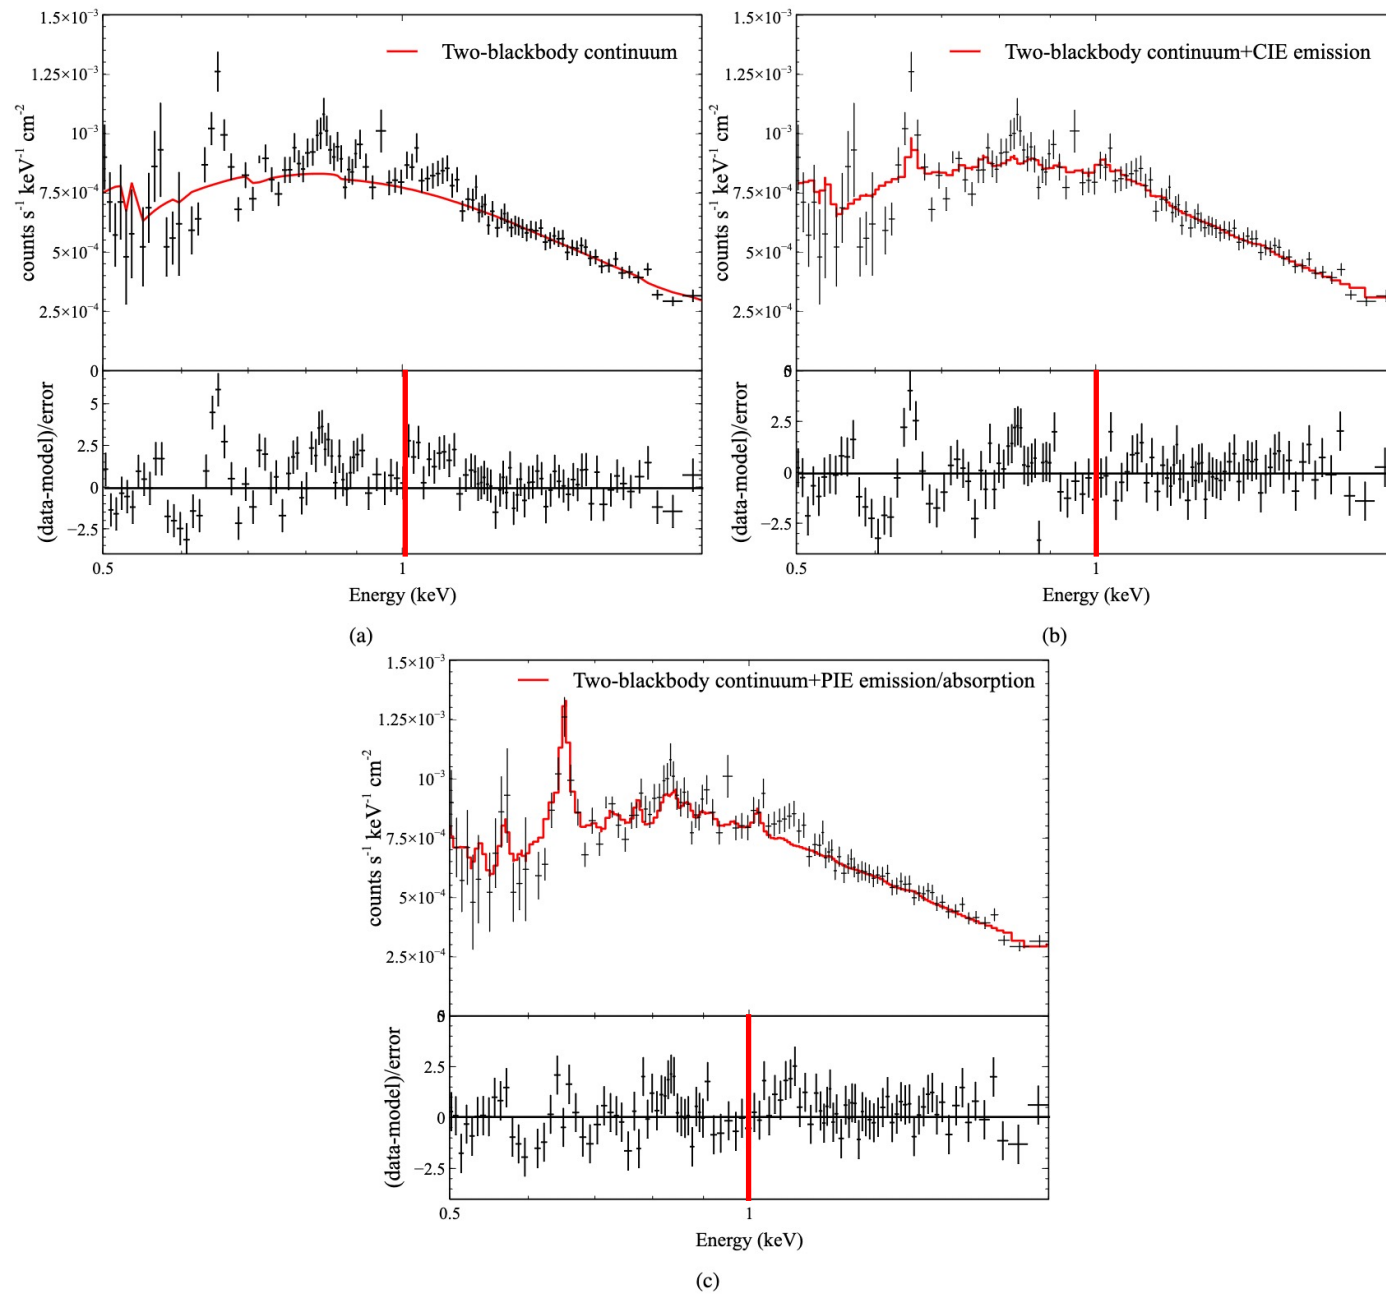 1.5×10⁻³
Two-blackbody continuum
1.25×10⁻³
10⁻³
7.5×10⁻⁴
5×10⁻⁴
2.5×10⁻⁴
0
counts s⁻¹ keV⁻¹ cm⁻²
5
2.5
0
−2.5
(data-model)/error
0.5
1
Energy (keV)
(a)
1.5×10⁻³
Two-blackbody continuum+CIE emission
1.25×10⁻³
10⁻³
7.5×10⁻⁴
5×10⁻⁴
2.5×10⁻⁴
counts s⁻¹ keV⁻¹ cm⁻²
2.5
0
−2.5
(data-model)/error
0.5
1
Energy (keV)
(b)
1.5×10⁻³
Two-blackbody continuum+PIE emission/absorption
1.25×10⁻³
10⁻³
7.5×10⁻⁴
5×10⁻⁴
2.5×10⁻⁴
counts s⁻¹ keV⁻¹ cm⁻²
2.5
0
−2.5
(data-model)/error
0.5
1
Energy (keV)
(c)